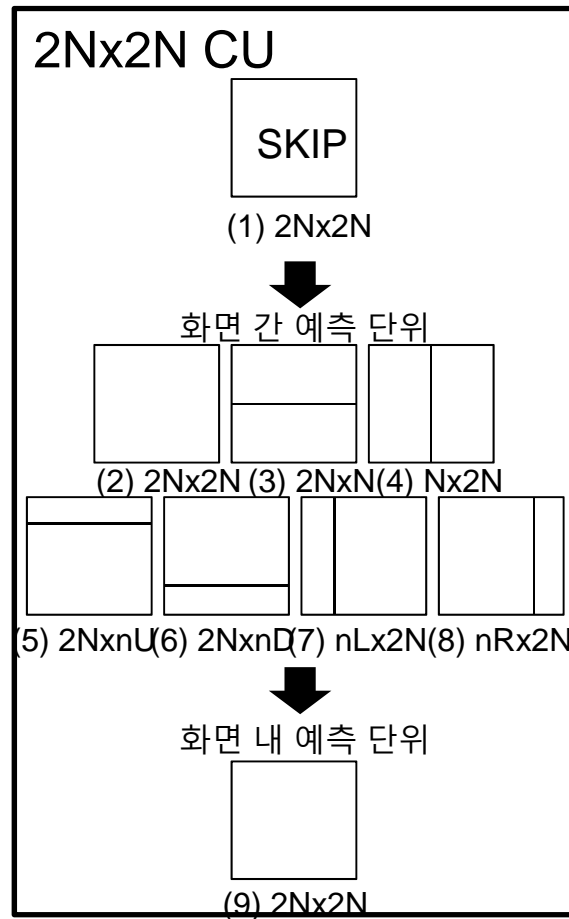 2Nx2N CU
SKIP
(1) 2Nx2N
화면 간 예측 단위
(2) 2Nx2N (3) 2NxN(4) Nx2N
(5) 2NxnU(6) 2NxnD(7) nLx2N(8) nRx2N
화면 내 예측 단위
(9) 2Nx2N